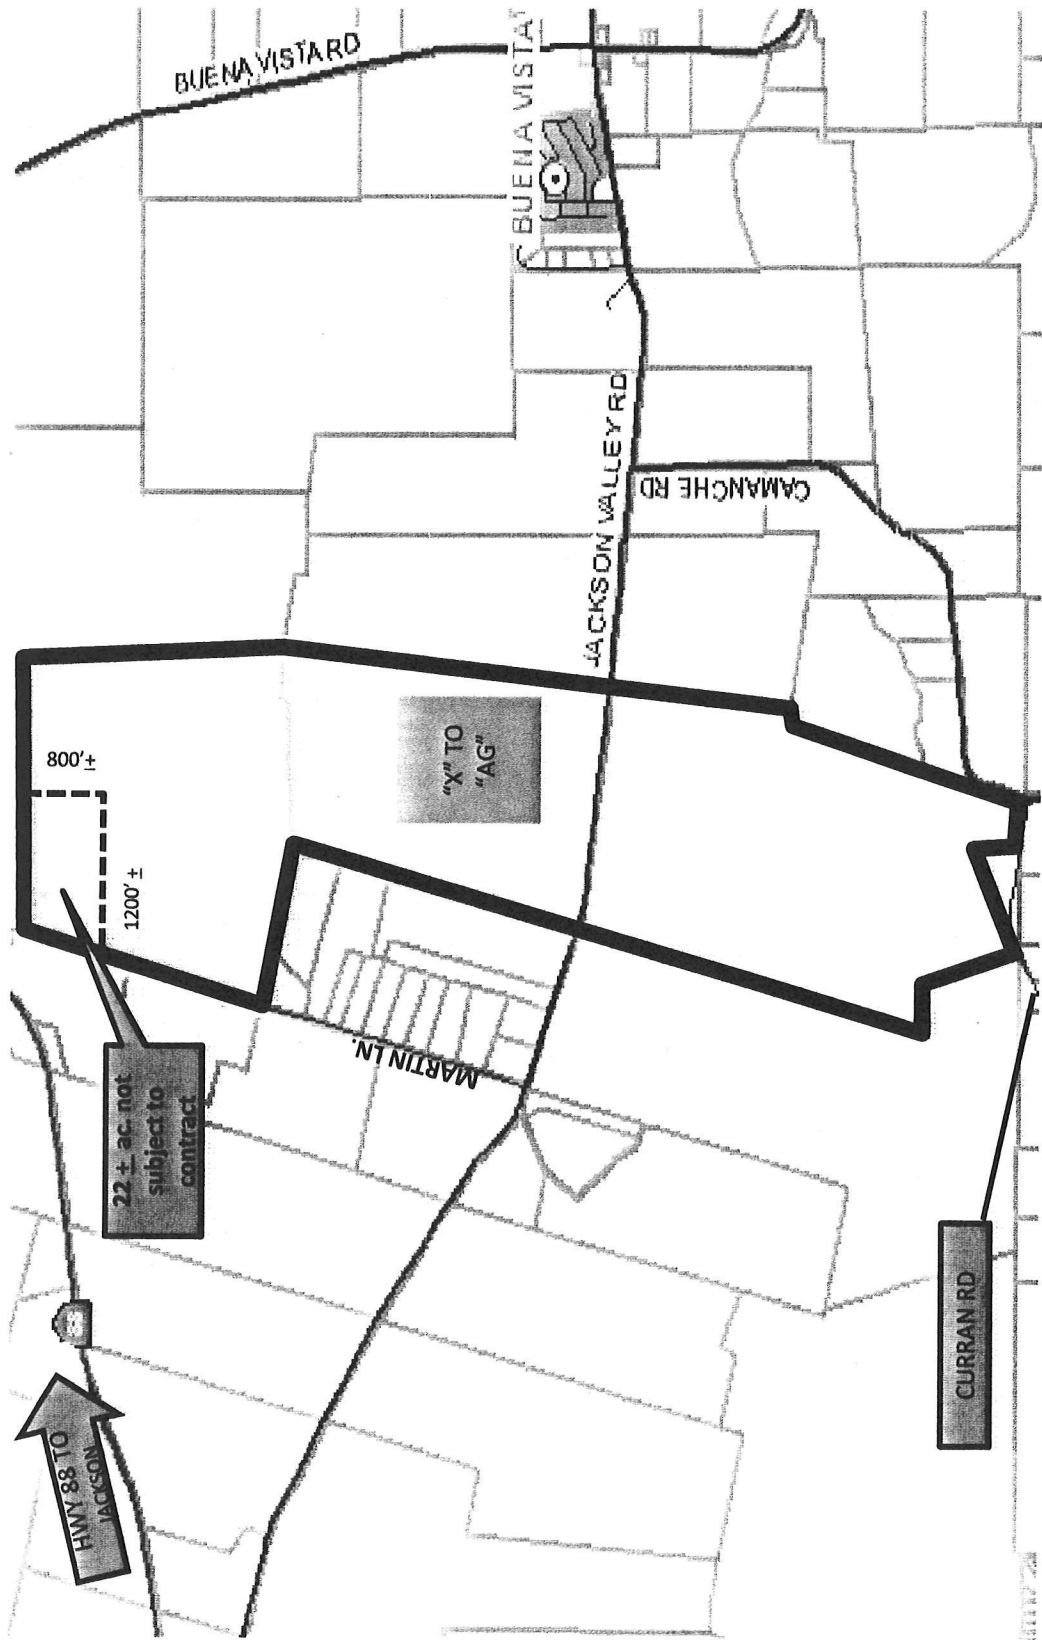 HWY 88 TO
JACKSON
88
22 ± ac. not
subject to
contract
1200' ±
800' ±
BUENA VISTA RD
MARTIN LN.
"X" TO
"AG"
BUENA VISTA
JACKSON VALLEY RD
CAMANCHE RD
CURRAN RD